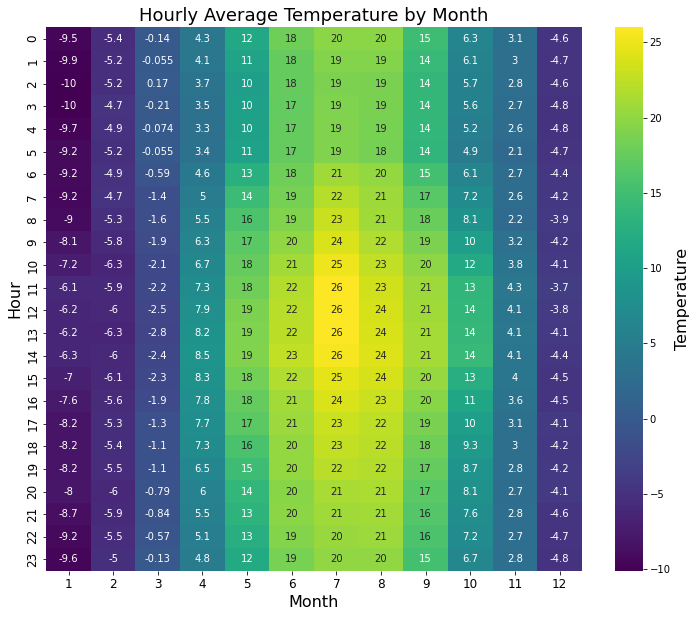 Hourly Average Temperature by Month
0 -9.5 -5.4 -0.14 4.3 12 18 20 20 15 6.3 3.1 -4.6
1 -9.9 -5.2 -0.055 4.1 11 18 19 19 14 6.1 3 -4.7
2 -10 -5.2 0.17 3.7 10 18 19 19 14 5.7 2.8 -4.6
3 -10 -4.7 -0.21 3.5 10 17 19 19 14 5.6 2.7 -4.8
4 -9.7 -4.9 -0.074 3.3 10 17 19 19 14 5.2 2.6 -4.8
5 -9.2 -5.2 -0.055 3.4 11 17 19 18 14 4.9 2.1 -4.7
6 -9.2 -4.9 -0.59 4.6 13 18 21 20 15 6.1 2.7 -4.4
7 -9.2 -4.7 -1.4 5 14 19 22 21 17 7.2 2.6 -4.2
8 -9 -5.3 -1.6 5.5 16 19 23 21 18 8.1 2.2 -3.9
9 -8.1 -5.8 -1.9 6.3 17 20 24 22 19 10 3.2 -4.2
10 -7.2 -6.3 -2.1 6.7 18 21 25 23 20 12 3.8 -4.1
11 -6.1 -5.9 -2.2 7.3 18 22 26 23 21 13 4.3 -3.7
12 -6.2 -6 -2.5 7.9 19 22 26 24 21 14 4.1 -3.8
13 -6.2 -6.3 -2.8 8.2 19 22 26 24 21 14 4.1 -4.1
14 -6.3 -6 -2.4 8.5 19 23 26 24 21 14 4.1 -4.4
15 -7 -6.1 -2.3 8.3 18 22 25 24 20 13 4 -4.5
16 -7.6 -5.6 -1.9 7.8 18 21 24 23 20 11 3.6 -4.5
17 -8.2 -5.3 -1.3 7.7 17 21 23 22 19 10 3.1 -4.1
18 -8.2 -5.4 -1.1 7.3 16 20 23 22 18 9.3 3 -4.2
19 -8.2 -5.5 -1.1 6.5 15 20 22 22 17 8.7 2.8 -4.2
20 -8 -6 -0.79 6 14 20 21 21 17 8.1 2.7 -4.1
21 -8.7 -5.9 -0.84 5.5 13 20 21 21 16 7.6 2.8 -4.6
22 -9.2 -5.5 -0.57 5.1 13 19 20 21 16 7.2 2.7 -4.7
23 -9.6 -5 -0.13 4.8 12 19 20 20 15 6.7 2.8 -4.8
1 2 3 4 5 6 7 8 9 10 11 12
Month
Hour
25
20
15
10
5
0
−5
−10
Temperature